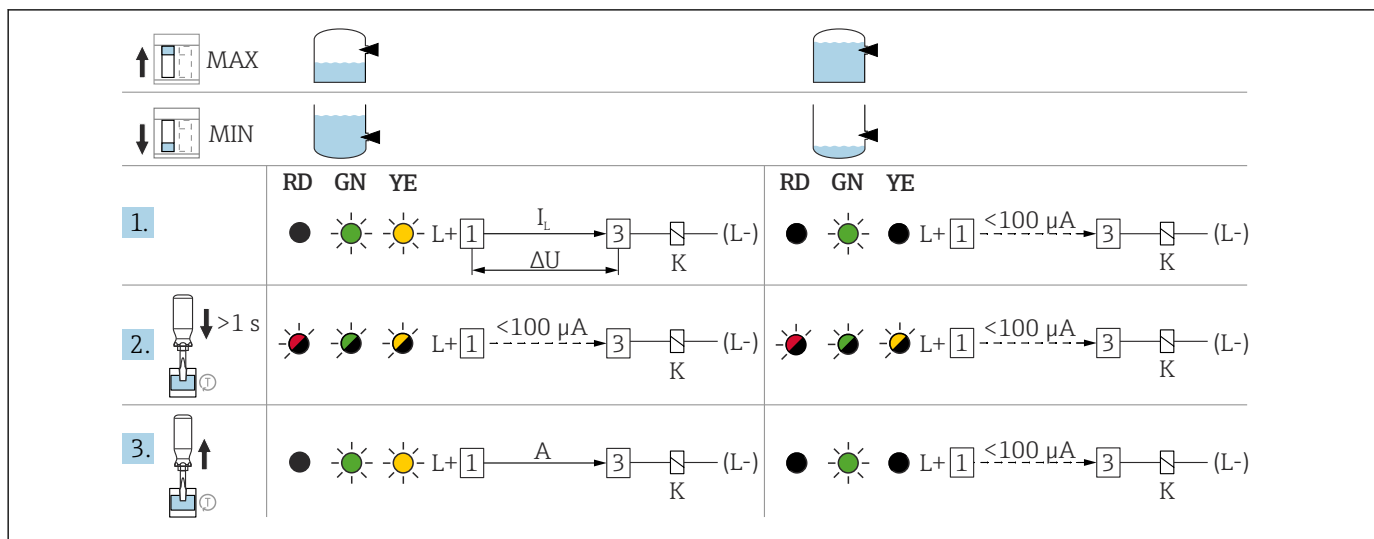 MAX
MIN
RD GN YE
RD GN YE
1.
L+ 1 I_L 3 (L-)
ΔU
K
L+ 1 <100 µA 3 (L-)
K
2.
>1 s
T
L+ 1 <100 µA 3 (L-)
K
L+ 1 <100 µA 3 (L-)
K
3.
T
L+ 1 A 3 (L-)
K
L+ 1 <100 µA 3 (L-)
K